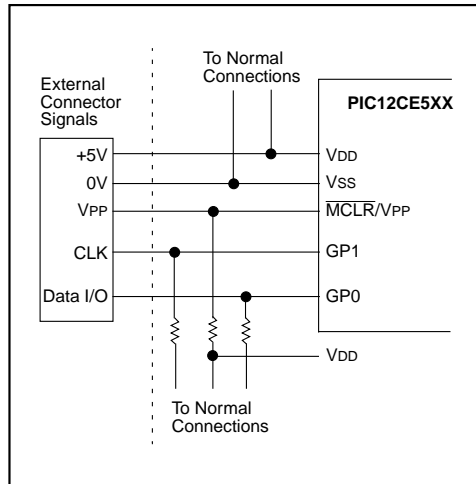 To Normal
Connections
External
Connector
Signals
PIC12CE5XX
+5V
VDD
0V
VSS
VPP
MCLR/VPP
CLK
GP1
Data I/O
GP0
VDD
To Normal
Connections